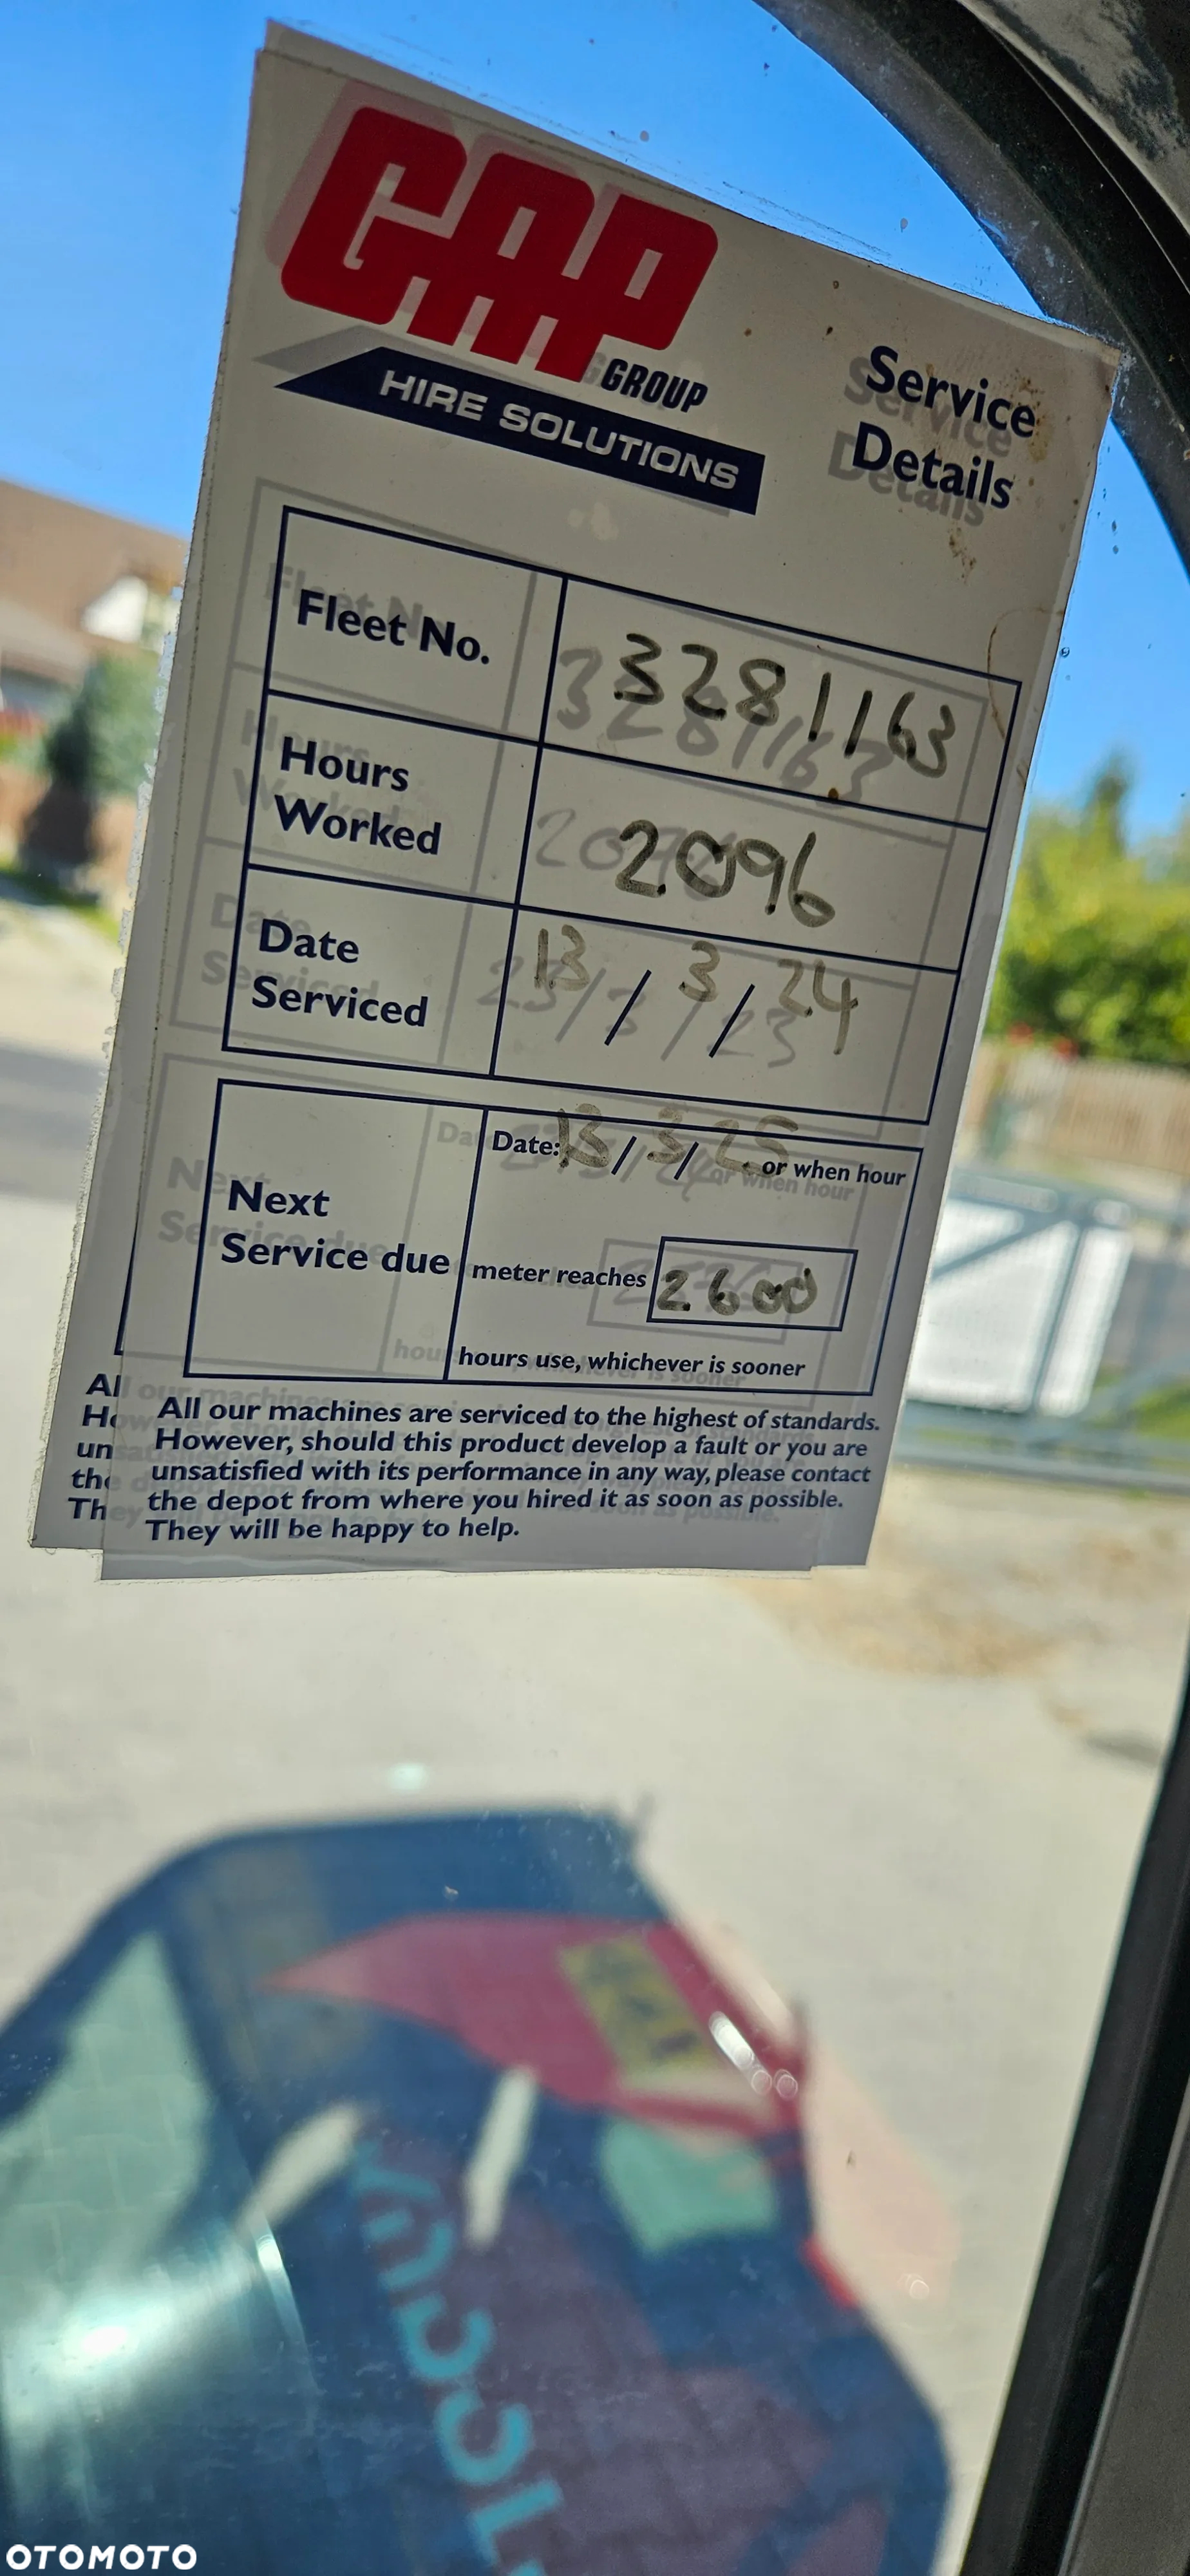 GAP
GROUP
HIRE SOLUTIONS
Service
Details
Fleet No.
3281163
Hours
Worked
2096
Date
Serviced
13 / 3 / 24
Next
Service due
Date: 13 / 3 / 25 or when hour
meter reaches 2600
hours use, whichever is sooner
All our machines are serviced to the highest of standards.
However, should this product develop a fault or you are
unsatisfied with its performance in any way, please contact
the depot from where you hired it as soon as possible.
They will be happy to help.
OTOMOTO